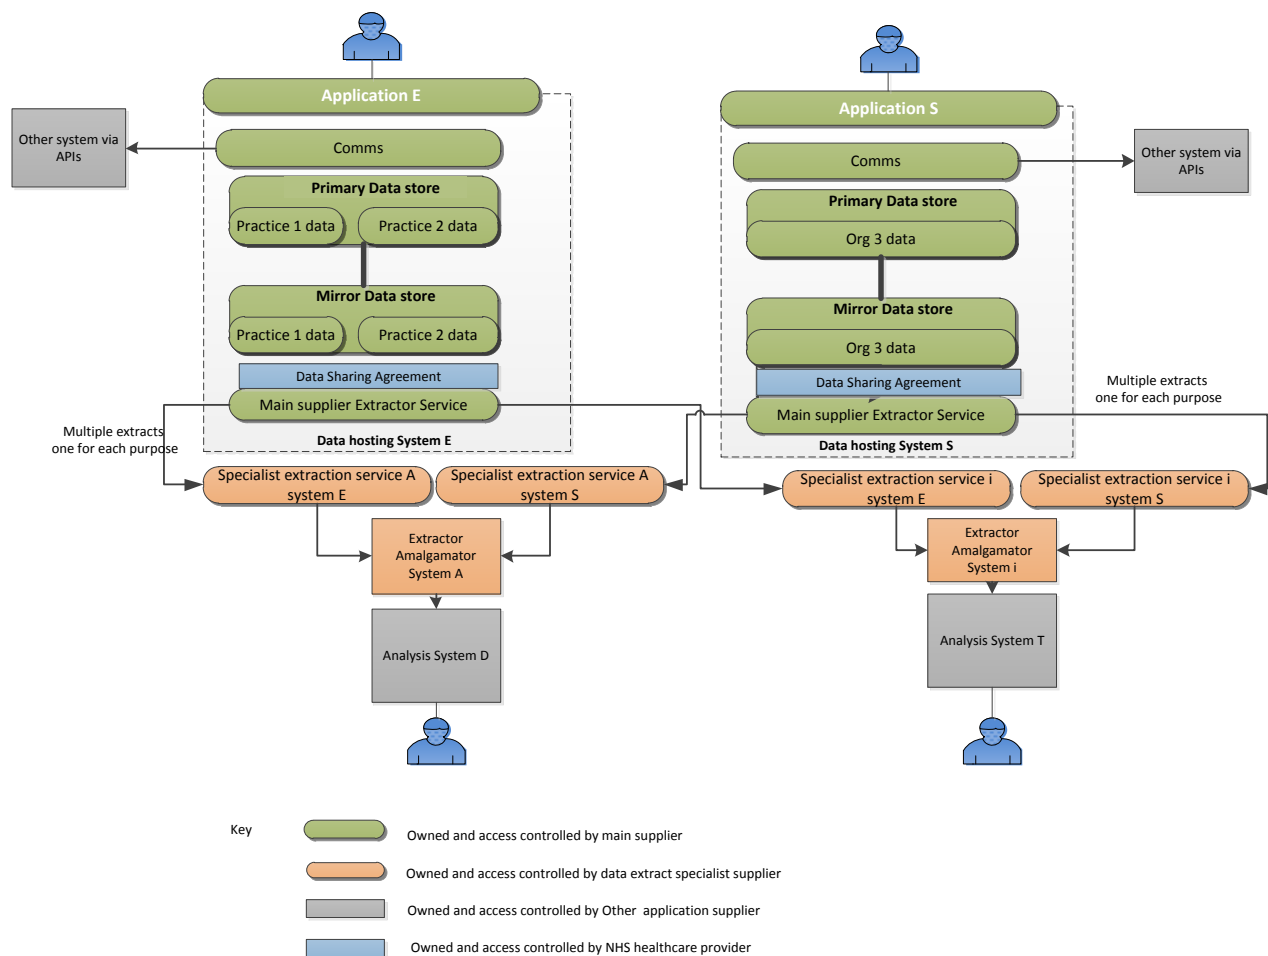 Application E
Other system via
APIs
Comms
Primary Data store
Practice 1 data
Practice 2 data
Mirror Data store
Practice 1 data
Practice 2 data
Data Sharing Agreement
Main supplier Extractor Service
Data hosting System E
Multiple extracts
one for each purpose
Application S
Comms
Other system via
APIs
Primary Data store
Org 3 data
Mirror Data store
Org 3 data
Data Sharing Agreement
Main supplier Extractor Service
Data hosting System S
Multiple extracts
one for each purpose
Specialist extraction service A
system E
Specialist extraction service A
system S
Specialist extraction service i
system E
Specialist extraction service i
system S
Extractor
Amalgamator
System A
Extractor
Amalgamator
System i
Analysis System D
Analysis System T
Key
Owned and access controlled by main supplier
Owned and access controlled by data extract specialist supplier
Owned and access controlled by Other application supplier
Owned and access controlled by NHS healthcare provider